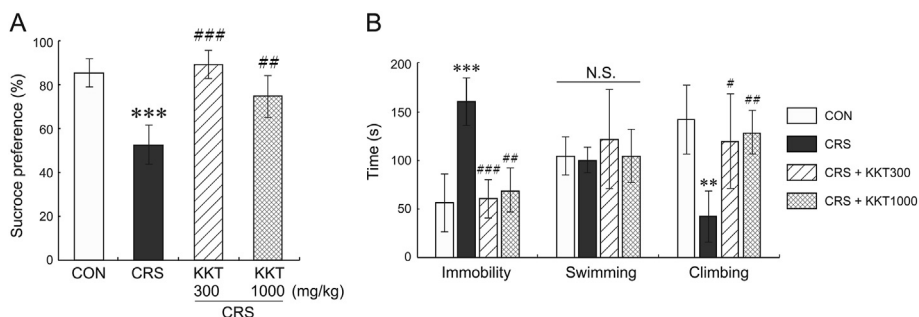 A
Sucroce preference (%)
100
80
60
40
20
0
***
###
##
CON
CRS
KKT
300
KKT
1000
(mg/kg)
CRS
B
Time (s)
200
150
100
50
0
***
###
##
N.S.
**
#
##
Immobility
Swimming
Climbing
CON
CRS
CRS + KKT300
CRS + KKT1000